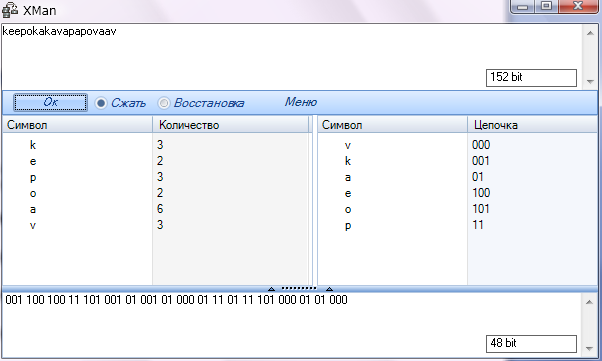 XMan
keepokakavapapovaav
152 bit
Ок Сжать Восстановка Меню
Символ Количество Символ Цепочка
k 3 v 000
e 2 k 001
p 3 a 01
o 2 e 100
a 6 o 101
v 3 p 11
001 100 100 11 101 001 01 001 01 000 01 11 01 11 101 000 01 01 000
48 bit